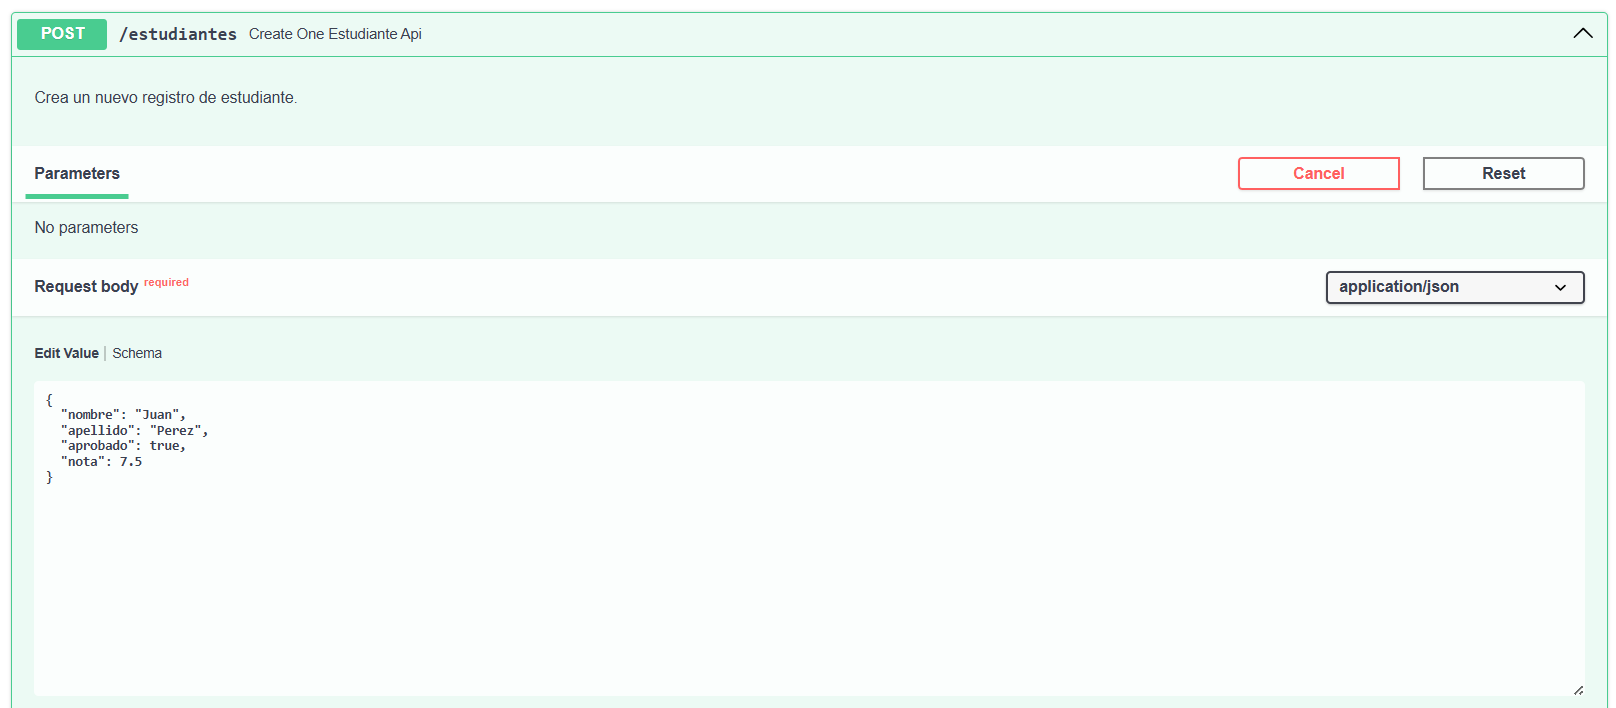 POST /estudiantes Create One Estudiante Api
Crea un nuevo registro de estudiante.
Parameters
Cancel
Reset
No parameters
Request body required
application/json
Edit Value | Schema
{
  "nombre": "Juan",
  "apellido": "Perez",
  "aprobado": true,
  "nota": 7.5
}